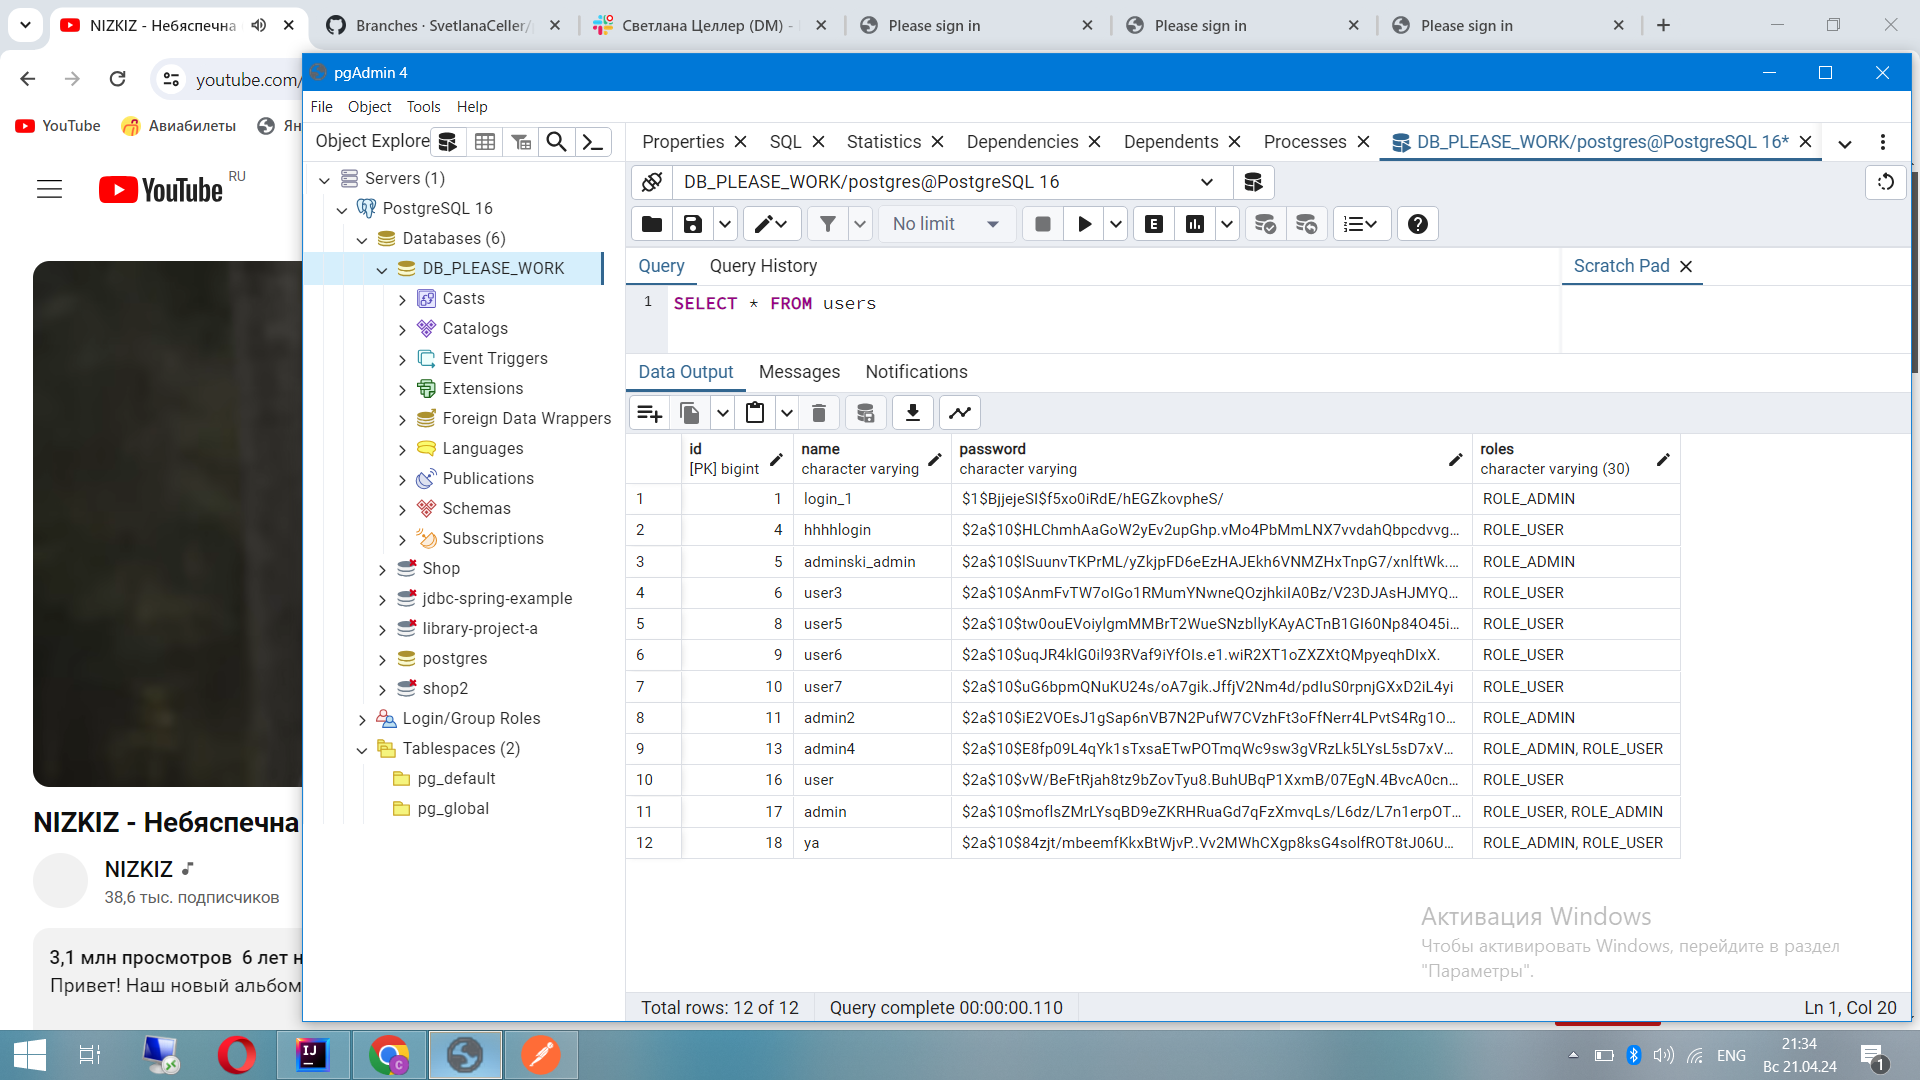 NIZKIZ - Небяспечна
Branches · SvetlanaCeller/
Светлана Целлер (DM) -
Please sign in
Please sign in
Please sign in
youtube.com/
YouTube
Авиабилеты
Ян
YouTube RU
NIZKIZ - Небяспечна
NIZKIZ
38,6 тыс. подписчиков
3,1 млн просмотров 6 лет н
Привет! Наш новый альбом
pgAdmin 4
File Object Tools Help
Object Explore
Servers (1)
PostgreSQL 16
Databases (6)
DB_PLEASE_WORK
Casts
Catalogs
Event Triggers
Extensions
Foreign Data Wrappers
Languages
Publications
Schemas
Subscriptions
Shop
jdbc-spring-example
library-project-a
postgres
shop2
Login/Group Roles
Tablespaces (2)
pg_default
pg_global
Properties SQL Statistics Dependencies Dependents Processes DB_PLEASE_WORK/postgres@PostgreSQL 16*
DB_PLEASE_WORK/postgres@PostgreSQL 16
No limit
E
Query Query History
Scratch Pad
1 SELECT * FROM users
Data Output Messages Notifications
id [PK] bigint
name character varying
password character varying
roles character varying (30)
1 1 login_1 $1$BjjejeSI$f5xo0iRdE/hEGZkovpheS/ ROLE_ADMIN
2 4 hhhhlogin $2a$10$HLChmhAaGoW2yEv2upGhp.vMo4PbMmLNX7vvdahQbpcdvvg... ROLE_USER
3 5 adminski_admin $2a$10$lSuunvTKPrML/yZkjpFD6eEzHAJEkh6VNMZHxTnpG7/xnlftWk.... ROLE_ADMIN
4 6 user3 $2a$10$AnmFvTW7oIGo1RMumYNwneQOzjhkiIA0Bz/V23DJAsHJMYQ... ROLE_USER
5 8 user5 $2a$10$tw0ouEVoiylgmMMBrT2WueSNzbllyKAyACTnB1GI60Np84O45i... ROLE_USER
6 9 user6 $2a$10$uqJR4klG0il93RVaf9iYfOIs.e1.wiR2XT1oZXZXtQMpyeqhDIxX. ROLE_USER
7 10 user7 $2a$10$uG6bpmQNuKU24s/oA7gik.JffjV2Nm4d/pdIuS0rpnjGXxD2iL4yi ROLE_USER
8 11 admin2 $2a$10$iE2VOEsJ1gSap6nVB7N2PufW7CVzhFt3oFfNerr4LPvtS4Rg1O... ROLE_ADMIN
9 13 admin4 $2a$10$E8fp09L4qYk1sTxsaETwPOTmqWc9sw3gVRzLk5LYsL5sD7xV... ROLE_ADMIN, ROLE_USER
10 16 user $2a$10$vW/BeFtRjah8tz9bZovTyu8.BuhUBqP1XxmB/07EgN.4BvcA0cn... ROLE_USER
11 17 admin $2a$10$moflsZMrLYsqBD9eZKRHRuaGd7qFzXmvqLs/L6dz/L7n1erpOT... ROLE_USER, ROLE_ADMIN
12 18 ya $2a$10$84zjt/mbeemfKkxBtWjvP..Vv2MWhCXgp8ksG4solfROT8tJ06U... ROLE_ADMIN, ROLE_USER
Активация Windows
Чтобы активировать Windows, перейдите в раздел
"Параметры".
Total rows: 12 of 12 Query complete 00:00:00.110 Ln 1, Col 20
IJ
C
ENG
21:34
Вс 21.04.24
1